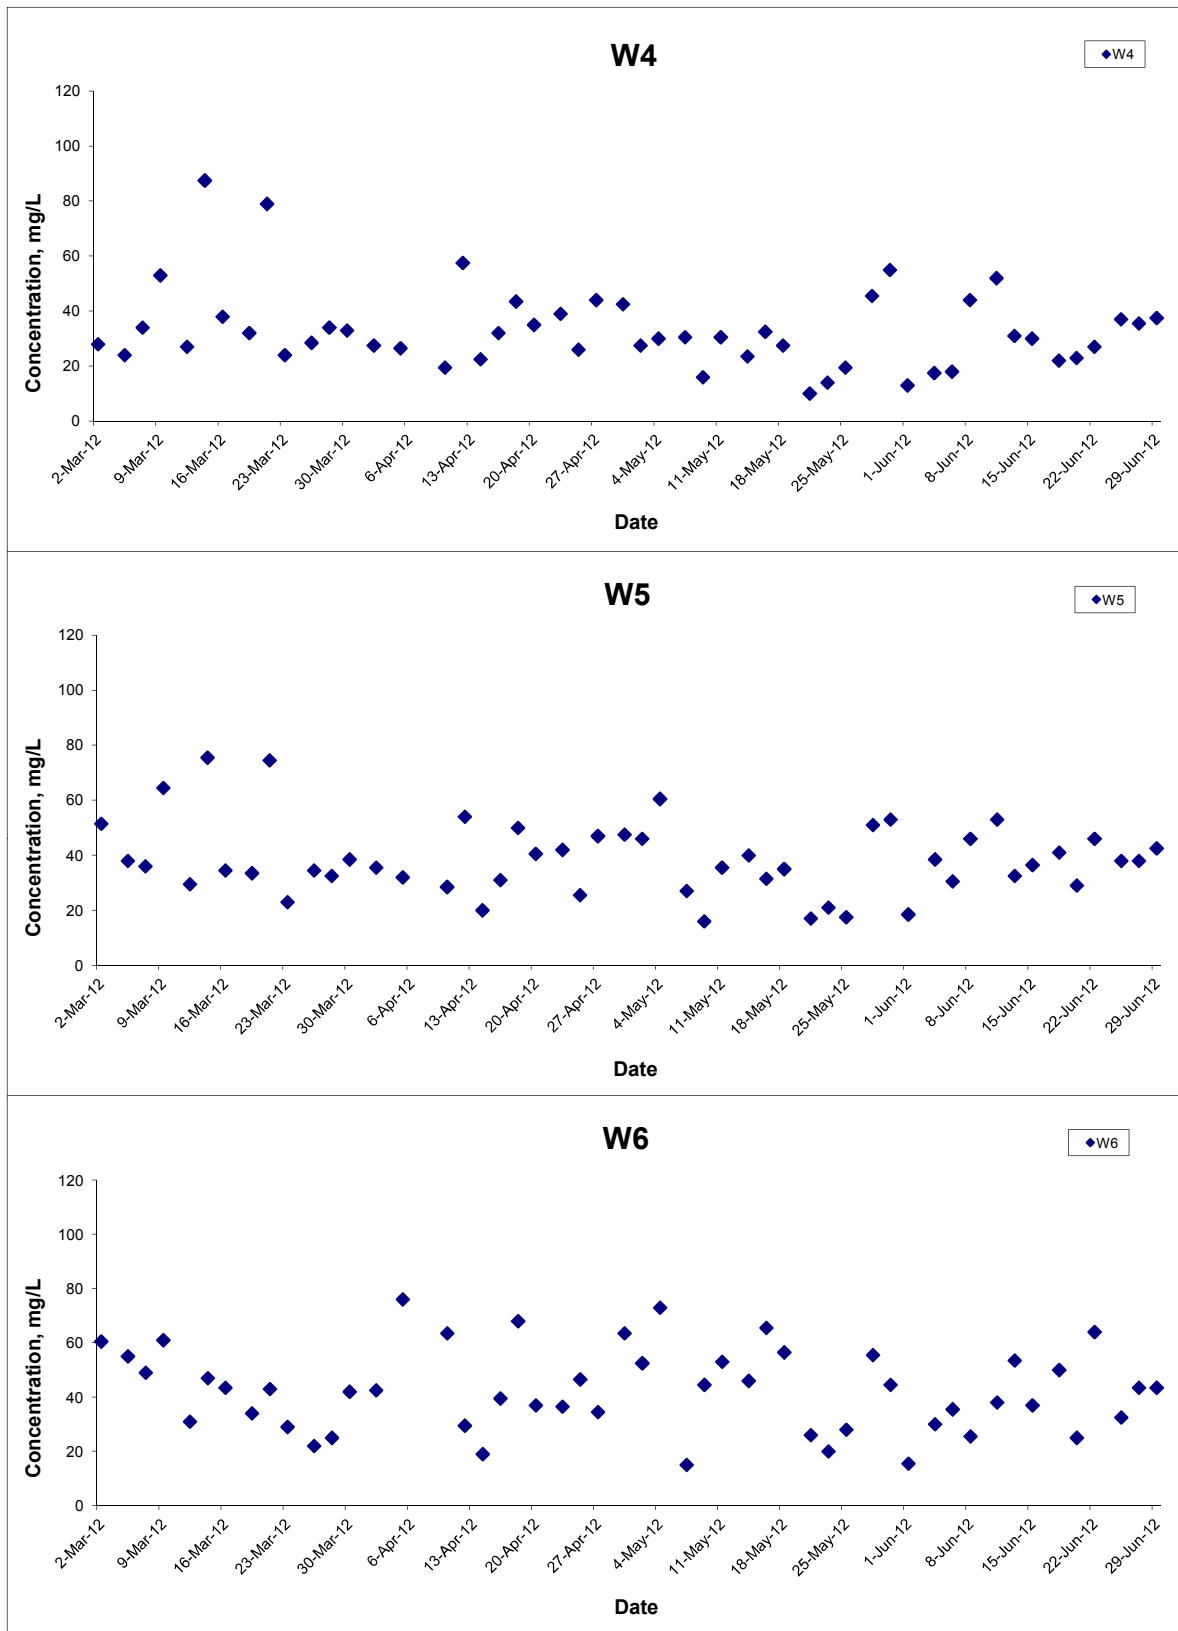 W4
W4
120
100
80
60
40
20
0
Concentration, mg/L
2-Mar-12
9-Mar-12
16-Mar-12
23-Mar-12
30-Mar-12
6-Apr-12
13-Apr-12
20-Apr-12
27-Apr-12
4-May-12
11-May-12
18-May-12
25-May-12
1-Jun-12
8-Jun-12
15-Jun-12
22-Jun-12
29-Jun-12
Date
W5
W5
120
100
80
60
40
20
0
Concentration, mg/L
2-Mar-12
9-Mar-12
16-Mar-12
23-Mar-12
30-Mar-12
6-Apr-12
13-Apr-12
20-Apr-12
27-Apr-12
4-May-12
11-May-12
18-May-12
25-May-12
1-Jun-12
8-Jun-12
15-Jun-12
22-Jun-12
29-Jun-12
Date
W6
W6
120
100
80
60
40
20
0
Concentration, mg/L
2-Mar-12
9-Mar-12
16-Mar-12
23-Mar-12
30-Mar-12
6-Apr-12
13-Apr-12
20-Apr-12
27-Apr-12
4-May-12
11-May-12
18-May-12
25-May-12
1-Jun-12
8-Jun-12
15-Jun-12
22-Jun-12
29-Jun-12
Date